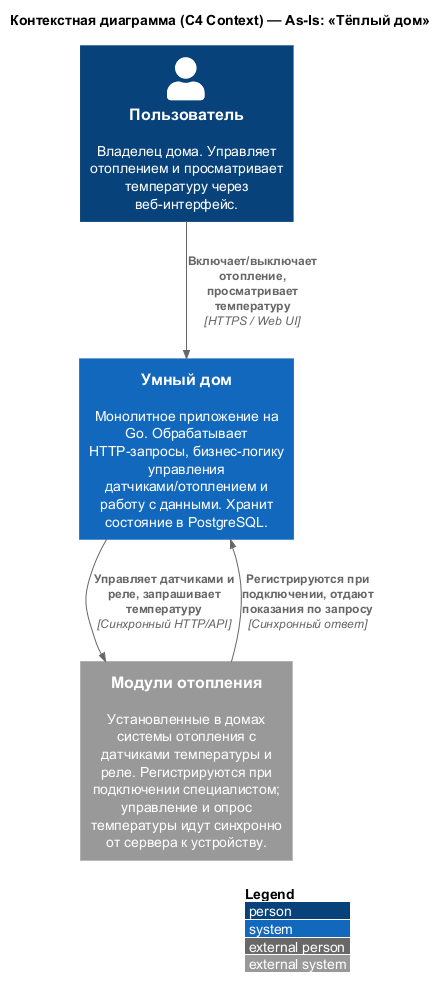 Контекстная диаграмма (C4 Context) — As-Is: «Тёплый дом»
Пользователь
Владелец дома. Управляет
отоплением и просматривает
температуру через
веб-интерфейс.
Включает/выключает
отопление,
просматривает
температуру
[HTTPS / Web UI]
Умный дом
Монолитное приложение на
Go. Обрабатывает
HTTP-запросы, бизнес-логику
управления
датчиками/отоплением и
работу с данными. Хранит
состояние в PostgreSQL.
Управляет датчиками и
реле, запрашивает
температуру
[Синхронный HTTP/API]
Регистрируются при
подключении, отдают
показания по запросу
[Синхронный ответ]
Модули отопления
Установленные в домах
системы отопления с
датчиками температуры и
реле. Регистрируются при
подключении специалистом;
управление и опрос
температуры идут синхронно
от сервера к устройству.
Legend
person
system
external person
external system